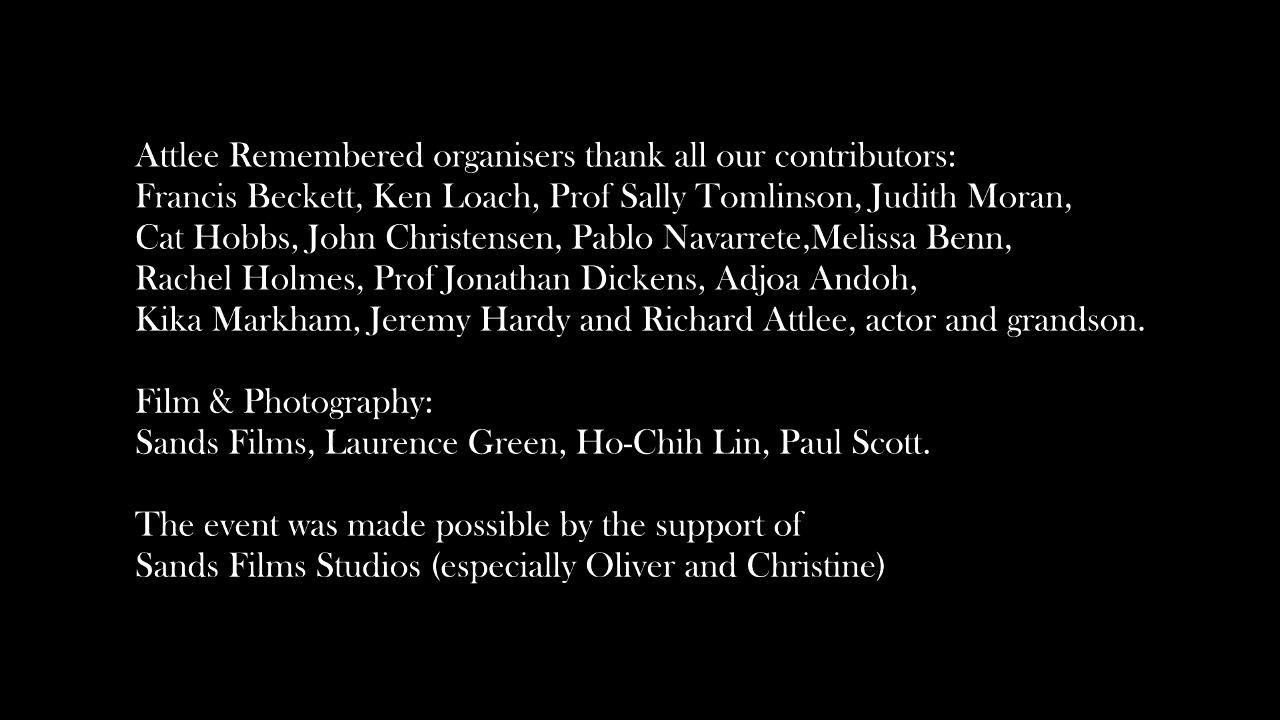 Attlee Remembered organisers thank all our contributors:
Francis Beckett, Ken Loach, Prof Sally Tomlinson, Judith Moran,
Cat Hobbs, John Christensen, Pablo Navarrete,Melissa Benn,
Rachel Holmes, Prof Jonathan Dickens, Adjoa Andoh,
Kika Markham, Jeremy Hardy and Richard Attlee, actor and grandson.
Film & Photography:
Sands Films, Laurence Green, Ho-Chih Lin, Paul Scott.
The event was made possible by the support of
Sands Films Studios (especially Oliver and Christine)